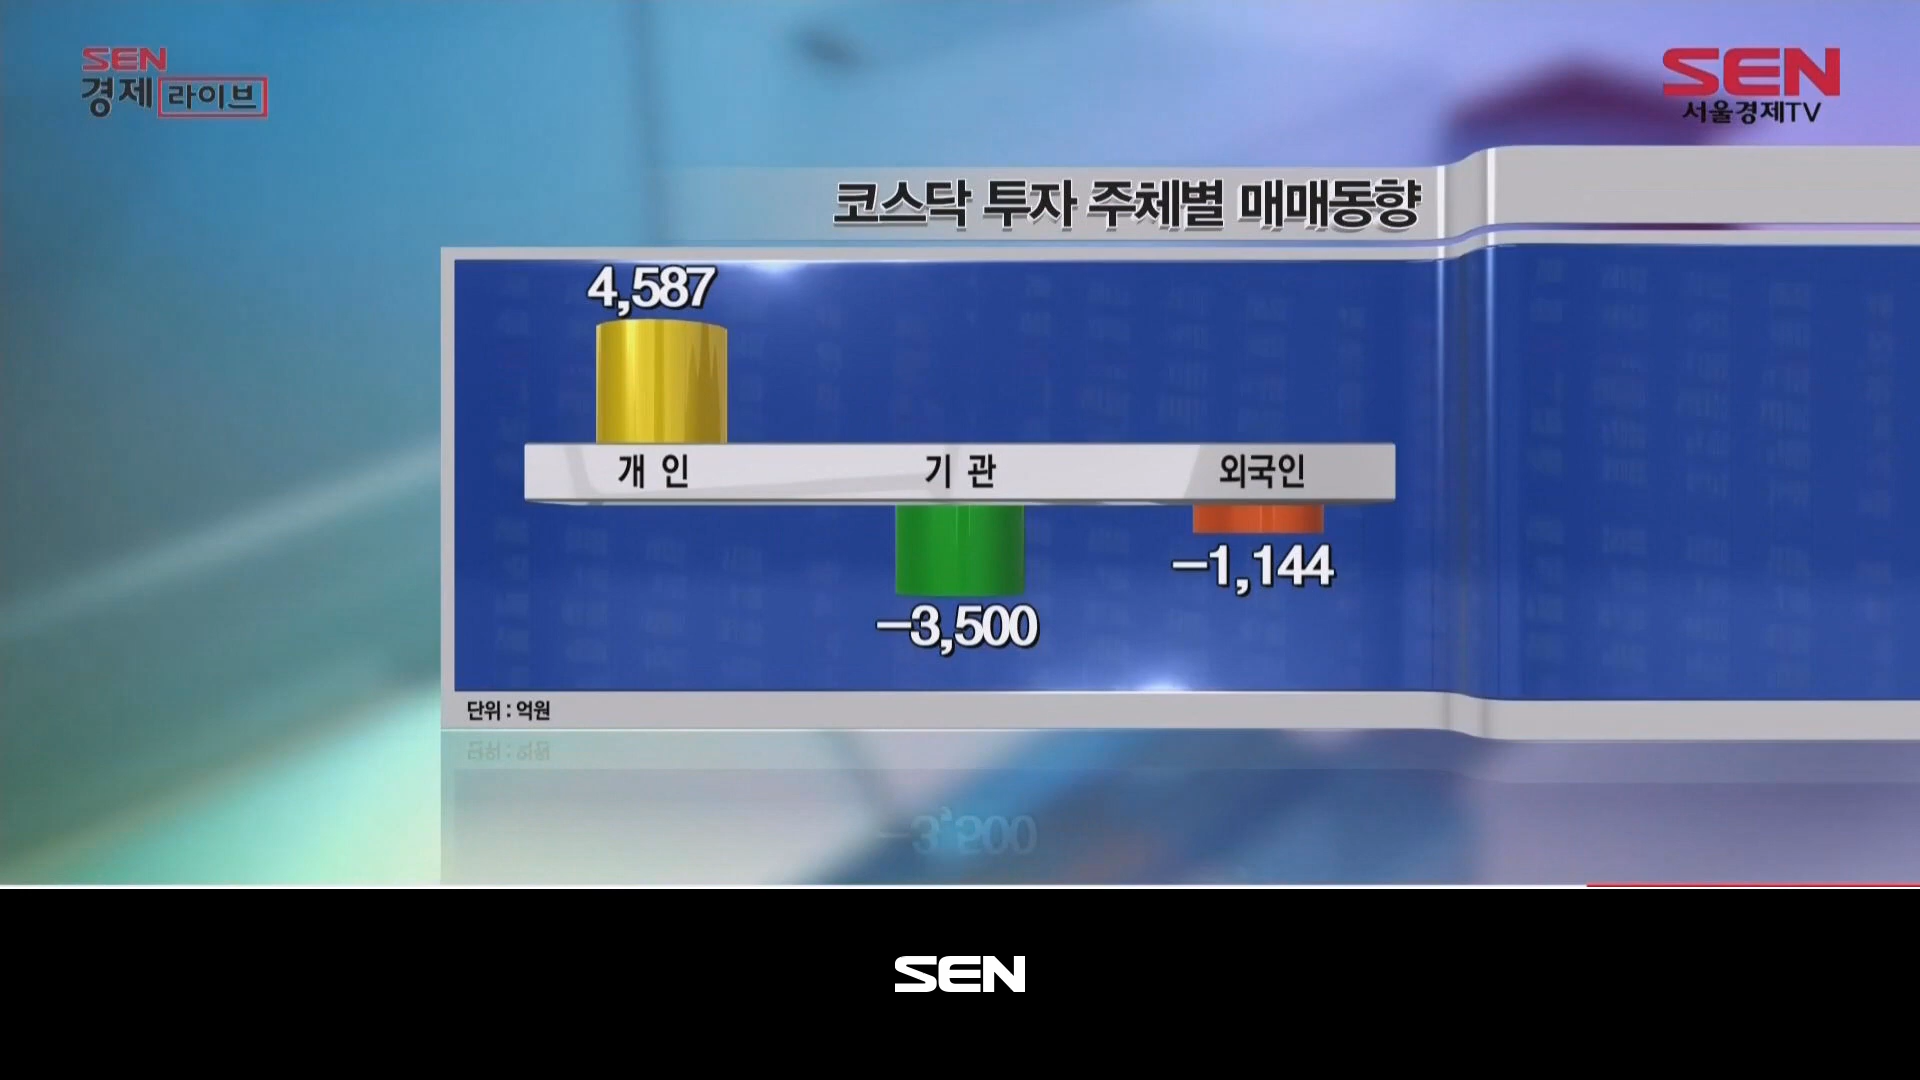 SEN
경제 라이브
SEN
서울경제TV
코스닥 투자 주체별 매매동향
4,587
개인 기관 외국인
-1,144
-3,500
단위 : 억원
SEN